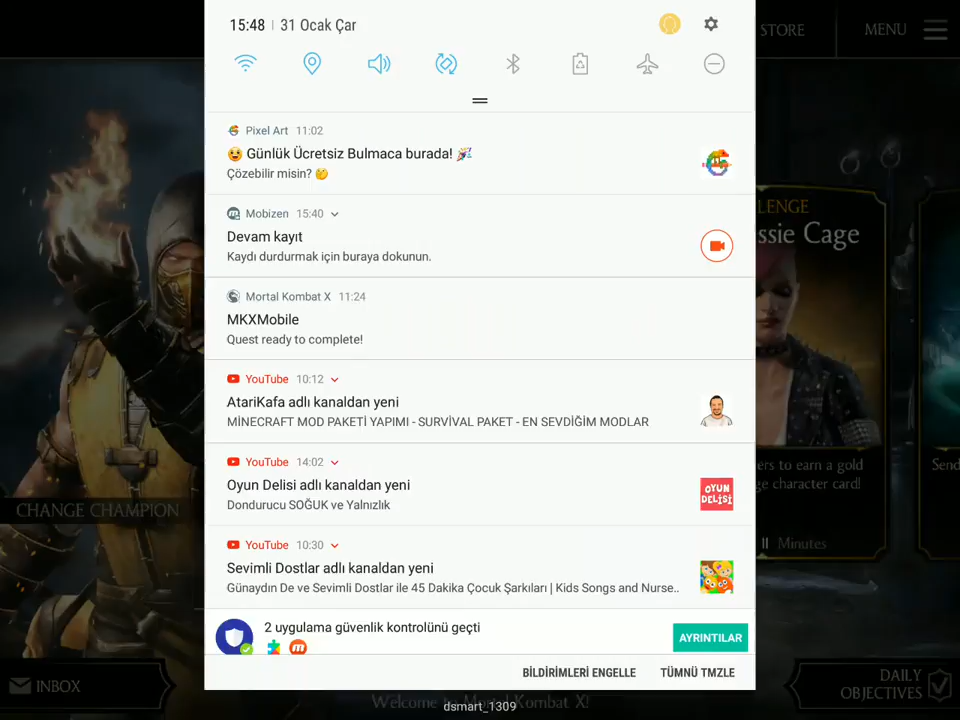 15:48 | 31 Ocak Çar
STORE
MENU
Pixel Art 11:02
😉 Günlük Ücretsiz Bulmaca burada! 🎉
Çözebilir misin? 🤔
Mobizen 15:40
Devam kayıt
Kaydı durdurmak için buraya dokunun.
Mortal Kombat X 11:24
MKXMobile
Quest ready to complete!
YouTube 10:12
AtariKafa adlı kanaldan yeni
MİNECRAFT MOD PAKETİ YAPIMI - SURVİVAL PAKET - EN SEVDİĞİM MODLAR
YouTube 14:02
Oyun Delisi adlı kanaldan yeni
Dondurucu SOĞUK ve Yalnızlık
OYUN
DELİSİ
YouTube 10:30
Sevimli Dostlar adlı kanaldan yeni
Günaydın De ve Sevimli Dostlar ile 45 Dakika Çocuk Şarkıları | Kids Songs and Nurse..
2 uygulama güvenlik kontrolünü geçti
AYRINTILAR
BİLDİRİMLERİ ENGELLE
TÜMNÜ TMZLE
LENGE
ssie Cage
ers to earn a gold
ge character card!
Minutes
Send
CHANGE CHAMPION
INBOX
DAILY
OBJECTIVES
Welcome to Mortal Kombat X!
dsmart_1309